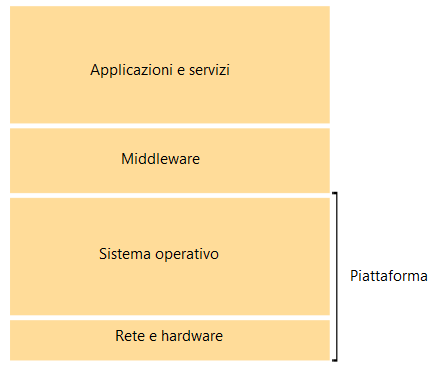 Applicazioni e servizi
Middleware
Sistema operativo
Piattaforma
Rete e hardware